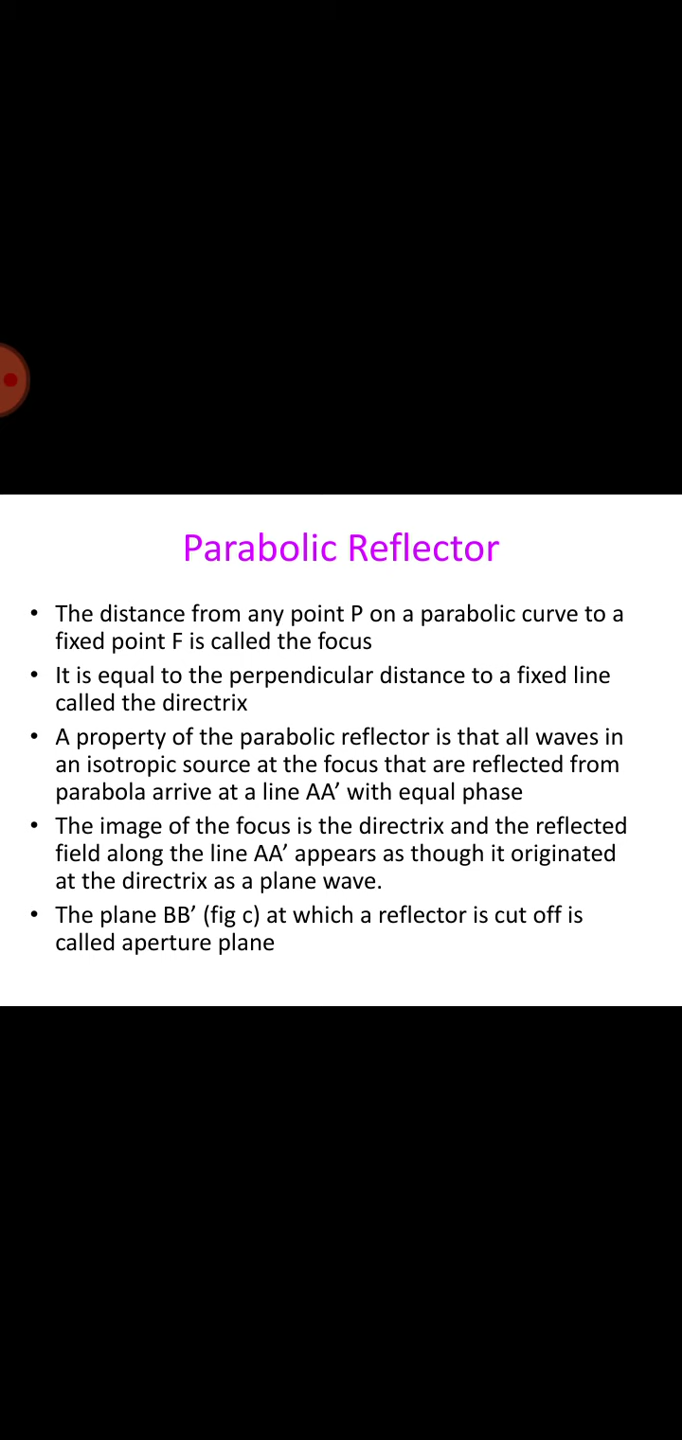 Parabolic Reflector
• The distance from any point P on a parabolic curve to a
fixed point F is called the focus
• It is equal to the perpendicular distance to a fixed line
called the directrix
• A property of the parabolic reflector is that all waves in
an isotropic source at the focus that are reflected from
parabola arrive at a line AA’ with equal phase
• The image of the focus is the directrix and the reflected
field along the line AA’ appears as though it originated
at the directrix as a plane wave.
• The plane BB’ (fig c) at which a reflector is cut off is
called aperture plane